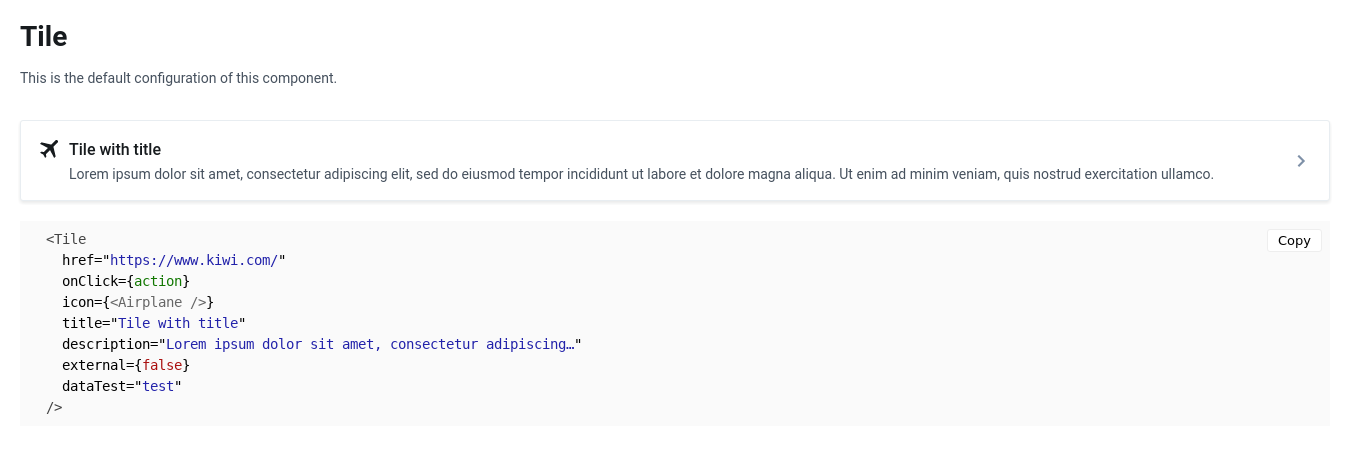 Tile
This is the default configuration of this component.
Tile with title
Lorem ipsum dolor sit amet, consectetur adipiscing elit, sed do eiusmod tempor incididunt ut labore et dolore magna aliqua. Ut enim ad minim veniam, quis nostrud exercitation ullamco.
Copy
<Tile
  href="https://www.kiwi.com/"
  onClick={action}
  icon={<Airplane />}
  title="Tile with title"
  description="Lorem ipsum dolor sit amet, consectetur adipiscing…"
  external={false}
  dataTest="test"
/>